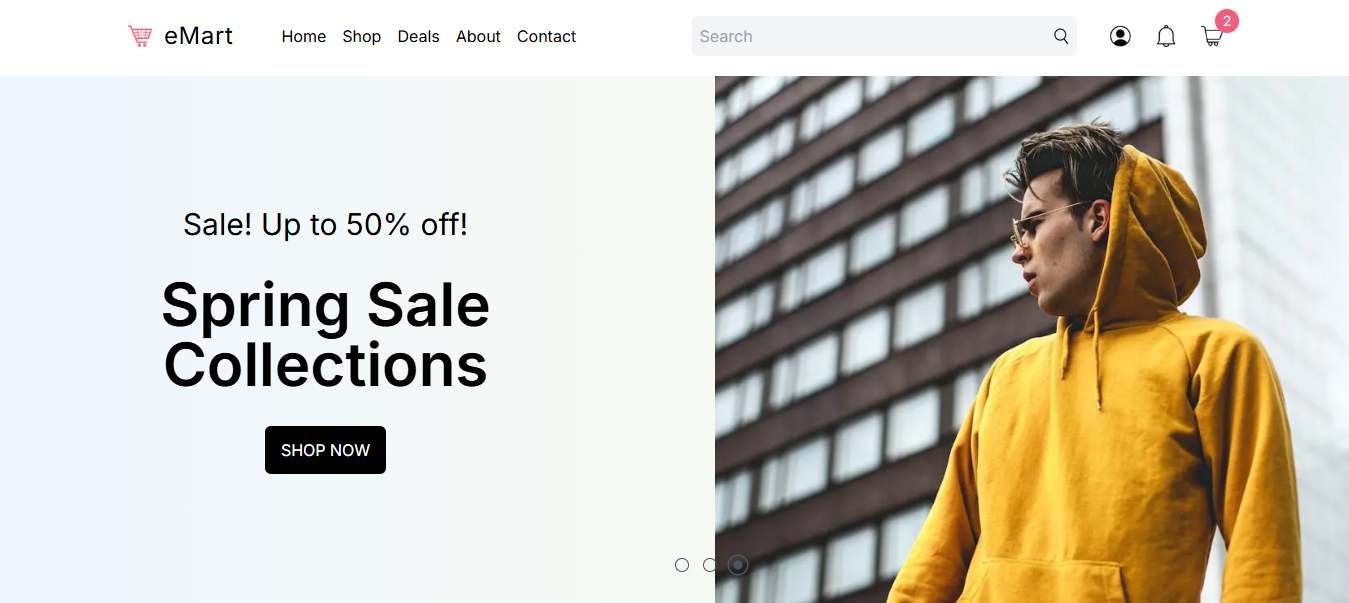 eMart
Home Shop Deals About Contact
Search
2
Sale! Up to 50% off!
Spring Sale
Collections
SHOP NOW